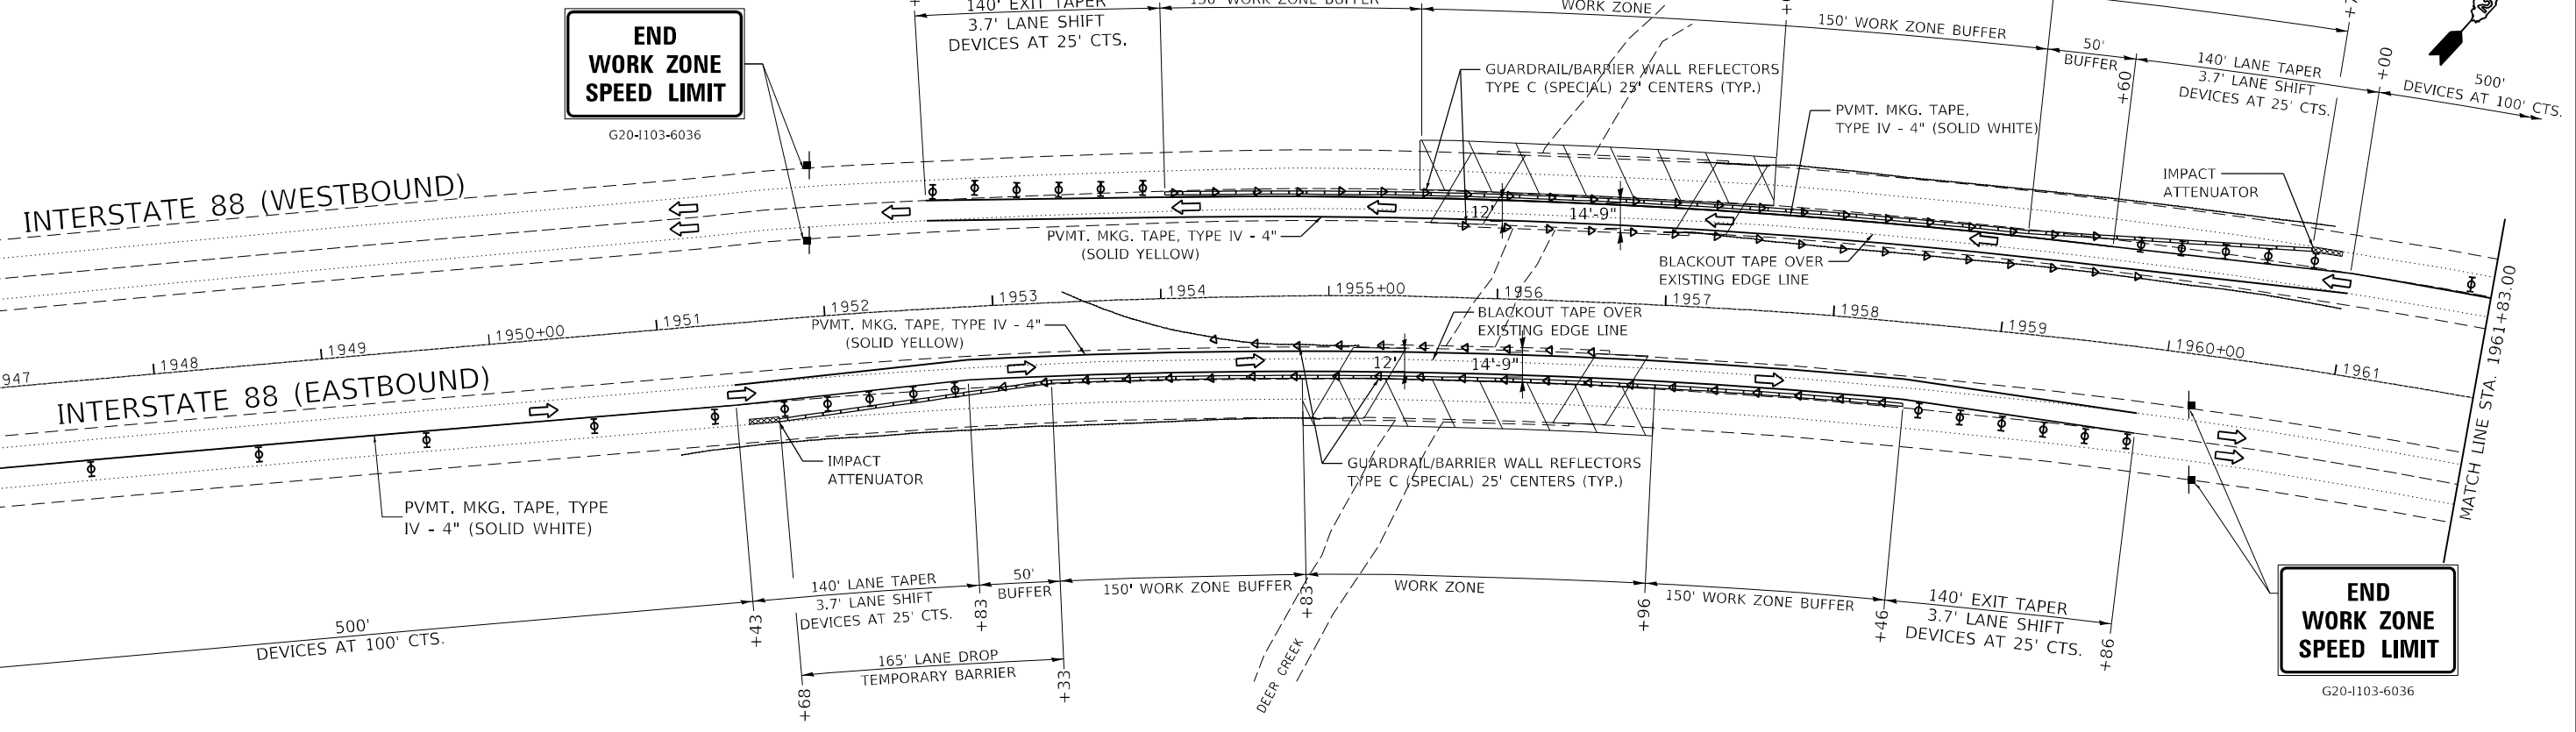 END
WORK ZONE
SPEED LIMIT
G20-I103-6036
140' EXIT TAPER
3.7' LANE SHIFT
DEVICES AT 25' CTS.
150' WORK ZONE BUFFER
WORK ZONE
150' WORK ZONE BUFFER
50'
BUFFER
+60
140' LANE TAPER
3.7' LANE SHIFT
DEVICES AT 25' CTS.
+00
500'
DEVICES AT 100' CTS.
GUARDRAIL/BARRIER WALL REFLECTORS
TYPE C (SPECIAL) 25' CENTERS (TYP.)
PVMT. MKG. TAPE,
TYPE IV - 4" (SOLID WHITE)
IMPACT
ATTENUATOR
INTERSTATE 88 (WESTBOUND)
12'
14'-9"
PVMT. MKG. TAPE, TYPE IV - 4"
(SOLID YELLOW)
BLACKOUT TAPE OVER
EXISTING EDGE LINE
947
1948
1949
1950+00
1951
1952
1953
1954
1955+00
1956
1957
1958
1959
1960+00
1961
MATCH LINE STA. 1961+83.00
PVMT. MKG. TAPE, TYPE IV - 4"
(SOLID YELLOW)
BLACKOUT TAPE OVER
EXISTING EDGE LINE
12'
14'-9"
INTERSTATE 88 (EASTBOUND)
IMPACT
ATTENUATOR
GUARDRAIL/BARRIER WALL REFLECTORS
TYPE C (SPECIAL) 25' CENTERS (TYP.)
PVMT. MKG. TAPE, TYPE
IV - 4" (SOLID WHITE)
500'
DEVICES AT 100' CTS.
+43
140' LANE TAPER
3.7' LANE SHIFT
DEVICES AT 25' CTS.
+83
50'
BUFFER
150' WORK ZONE BUFFER
+83
WORK ZONE
+96
150' WORK ZONE BUFFER
+46
140' EXIT TAPER
3.7' LANE SHIFT
DEVICES AT 25' CTS.
+86
+68
165' LANE DROP
TEMPORARY BARRIER
+33
DEER CREEK
END
WORK ZONE
SPEED LIMIT
G20-I103-6036